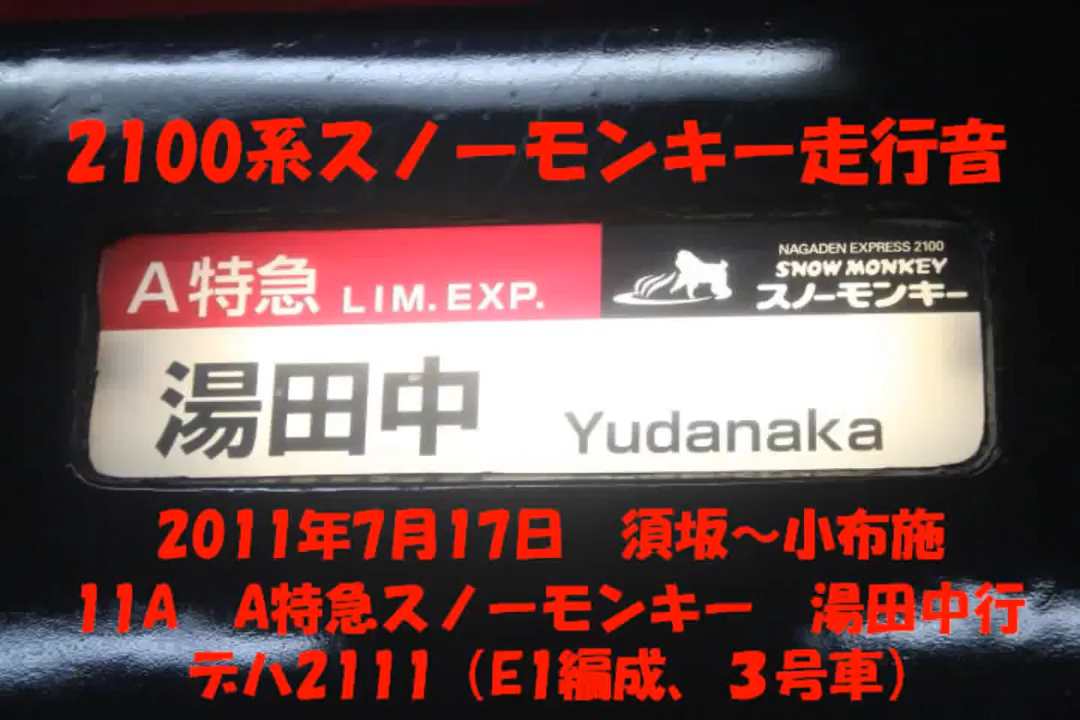 2100系スノーモンキー走行音
A特急 LIM.EXP.
NAGADEN EXPRESS 2100
SNOW MONKEY
スノーモンキー
湯田中 Yudanaka
2011年7月17日　須坂～小布施
11A　A特急スノーモンキー　湯田中行
デハ2111（E1編成、３号車）